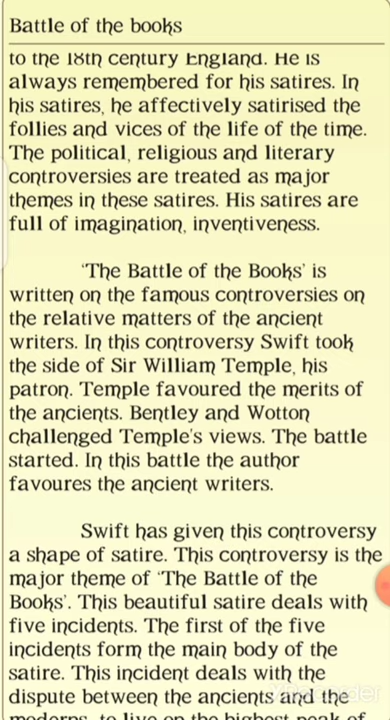 Battle of the books
to the 18th century England. He is
always remembered for his satires. In
his satires, he affectively satirised the
follies and vices of the life of the time.
The political, religious and literary
controversies are treated as major
themes in these satires. His satires are
full of imagination, inventiveness.
'The Battle of the Books' is
written on the famous controversies on
the relative matters of the ancient
writers. In this controversy Swift took
the side of Sir William Temple, his
patron. Temple favoured the merits of
the ancients. Bentley and Wotton
challenged Temple's views. The battle
started. In this battle the author
favoures the ancient writers.
Swift has given this controversy
a shape of satire. This controversy is the
major theme of 'The Battle of the
Books'. This beautiful satire deals with
five incidents. The first of the five
incidents form the main body of the
satire. This incident deals with the
dispute between the ancients and the
moderns, to live on the highest peak of